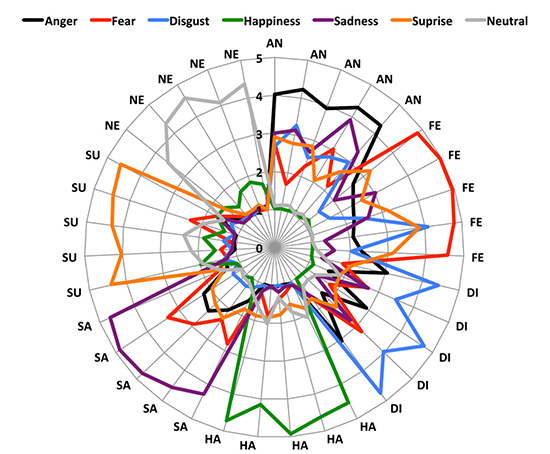 Anger Fear Disgust Happiness Sadness Suprise Neutral
5
4
3
2
1
0
AN
AN
AN
AN
AN
FE
FE
FE
FE
FE
DI
DI
DI
DI
DI
HA
HA
HA
HA
HA
SA
SA
SA
SA
SA
SU
SU
SU
SU
SU
NE
NE
NE
NE
NE